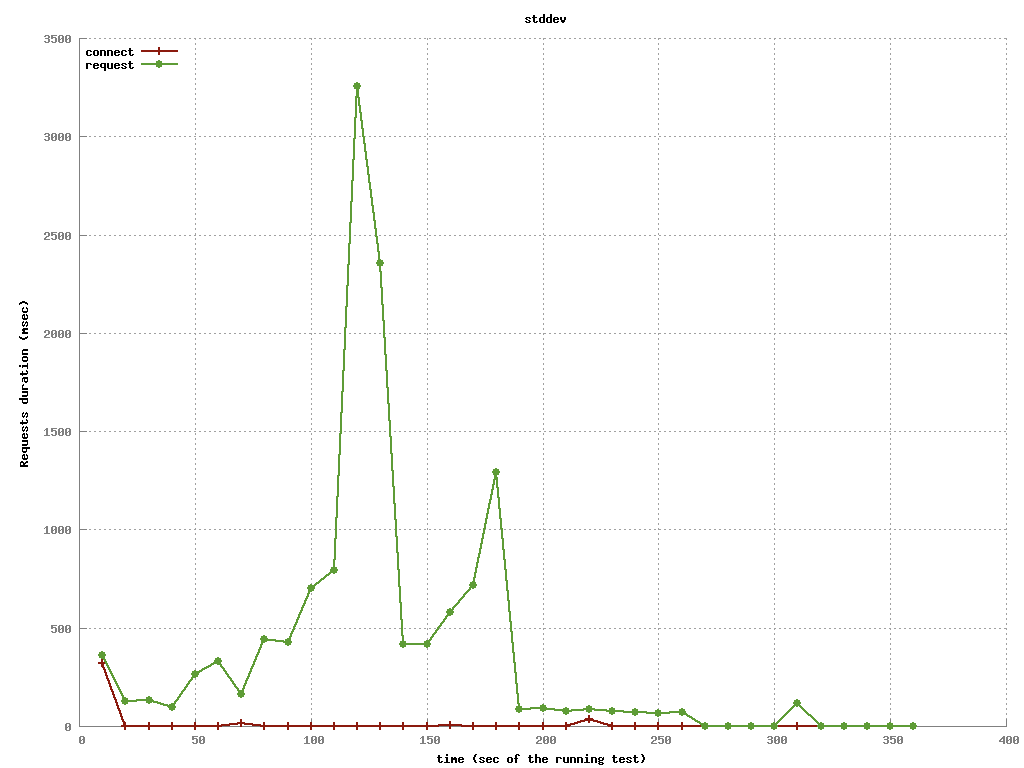 stddev
3500
connect
request
3000
2500
2000
1500
1000
500
0
Requests duration (msec)
0 50 100 150 200 250 300 350 400
time (sec of the running test)